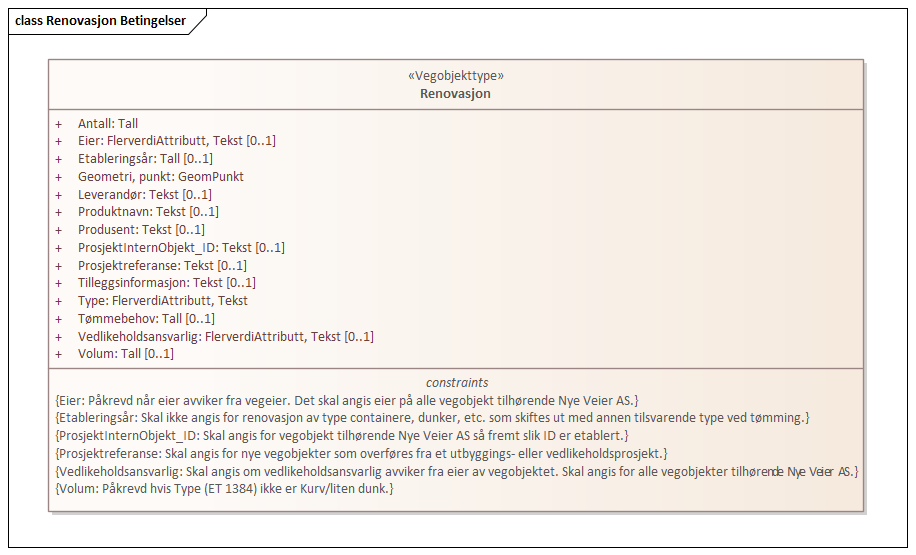 class Renovasjon Betingelser
«Vegobjekttype»
Renovasjon
+ Antall: Tall
+ Eier: FlerverdiAttributt, Tekst [0..1]
+ Etableringsår: Tall [0..1]
+ Geometri, punkt: GeomPunkt
+ Leverandør: Tekst [0..1]
+ Produktnavn: Tekst [0..1]
+ Produsent: Tekst [0..1]
+ ProsjektInternObjekt_ID: Tekst [0..1]
+ Prosjektreferanse: Tekst [0..1]
+ Tilleggsinformasjon: Tekst [0..1]
+ Type: FlerverdiAttributt, Tekst
+ Tømmebehov: Tall [0..1]
+ Vedlikeholdsansvarlig: FlerverdiAttributt, Tekst [0..1]
+ Volum: Tall [0..1]
constraints
{Eier: Påkrevd når eier avviker fra vegeier. Det skal angis eier på alle vegobjekt tilhørende Nye Veier AS.}
{Etableringsår: Skal ikke angis for renovasjon av type containere, dunker, etc. som skiftes ut med annen tilsvarende type ved tømming.}
{ProsjektInternObjekt_ID: Skal angis for vegobjekt tilhørende Nye Veier AS så fremt slik ID er etablert.}
{Prosjektreferanse: Skal angis for nye vegobjekter som overføres fra et utbyggings- eller vedlikeholdsprosjekt.}
{Vedlikeholdsansvarlig: Skal angis om vedlikeholdsansvarlig avviker fra eier av vegobjektet. Skal angis for alle vegobjekter tilhørende Nye Veier AS.}
{Volum: Påkrevd hvis Type (ET 1384) ikke er Kurv/liten dunk.}